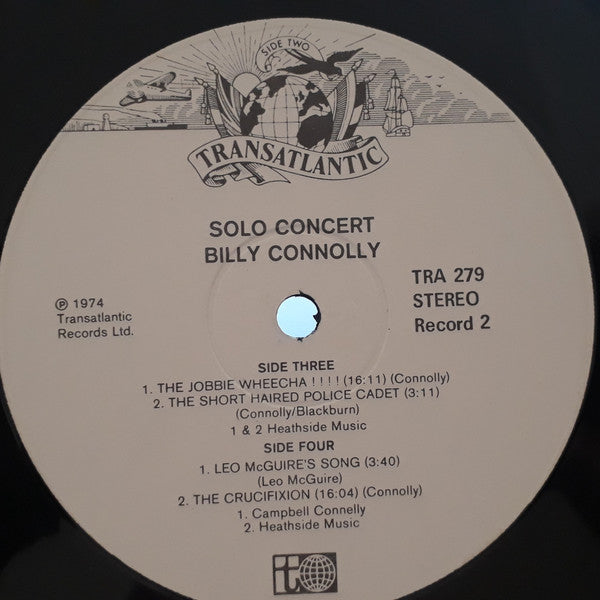 SIDE TWO
TRANSATLANTIC
SOLO CONCERT
BILLY CONNOLLY
℗ 1974
Transatlantic
Records Ltd.
TRA 279
STEREO
Record 2
SIDE THREE
1. THE JOBBIE WHEECHA ! ! ! ! (16:11) (Connolly)
2. THE SHORT HAIRED POLICE CADET (3:11)
(Connolly/Blackburn)
1 & 2 Heathside Music
SIDE FOUR
1. LEO McGUIRE'S SONG (3:40)
(Leo McGuire)
2. THE CRUCIFIXION (16:04) (Connolly)
1. Campbell Connelly
2. Heathside Music